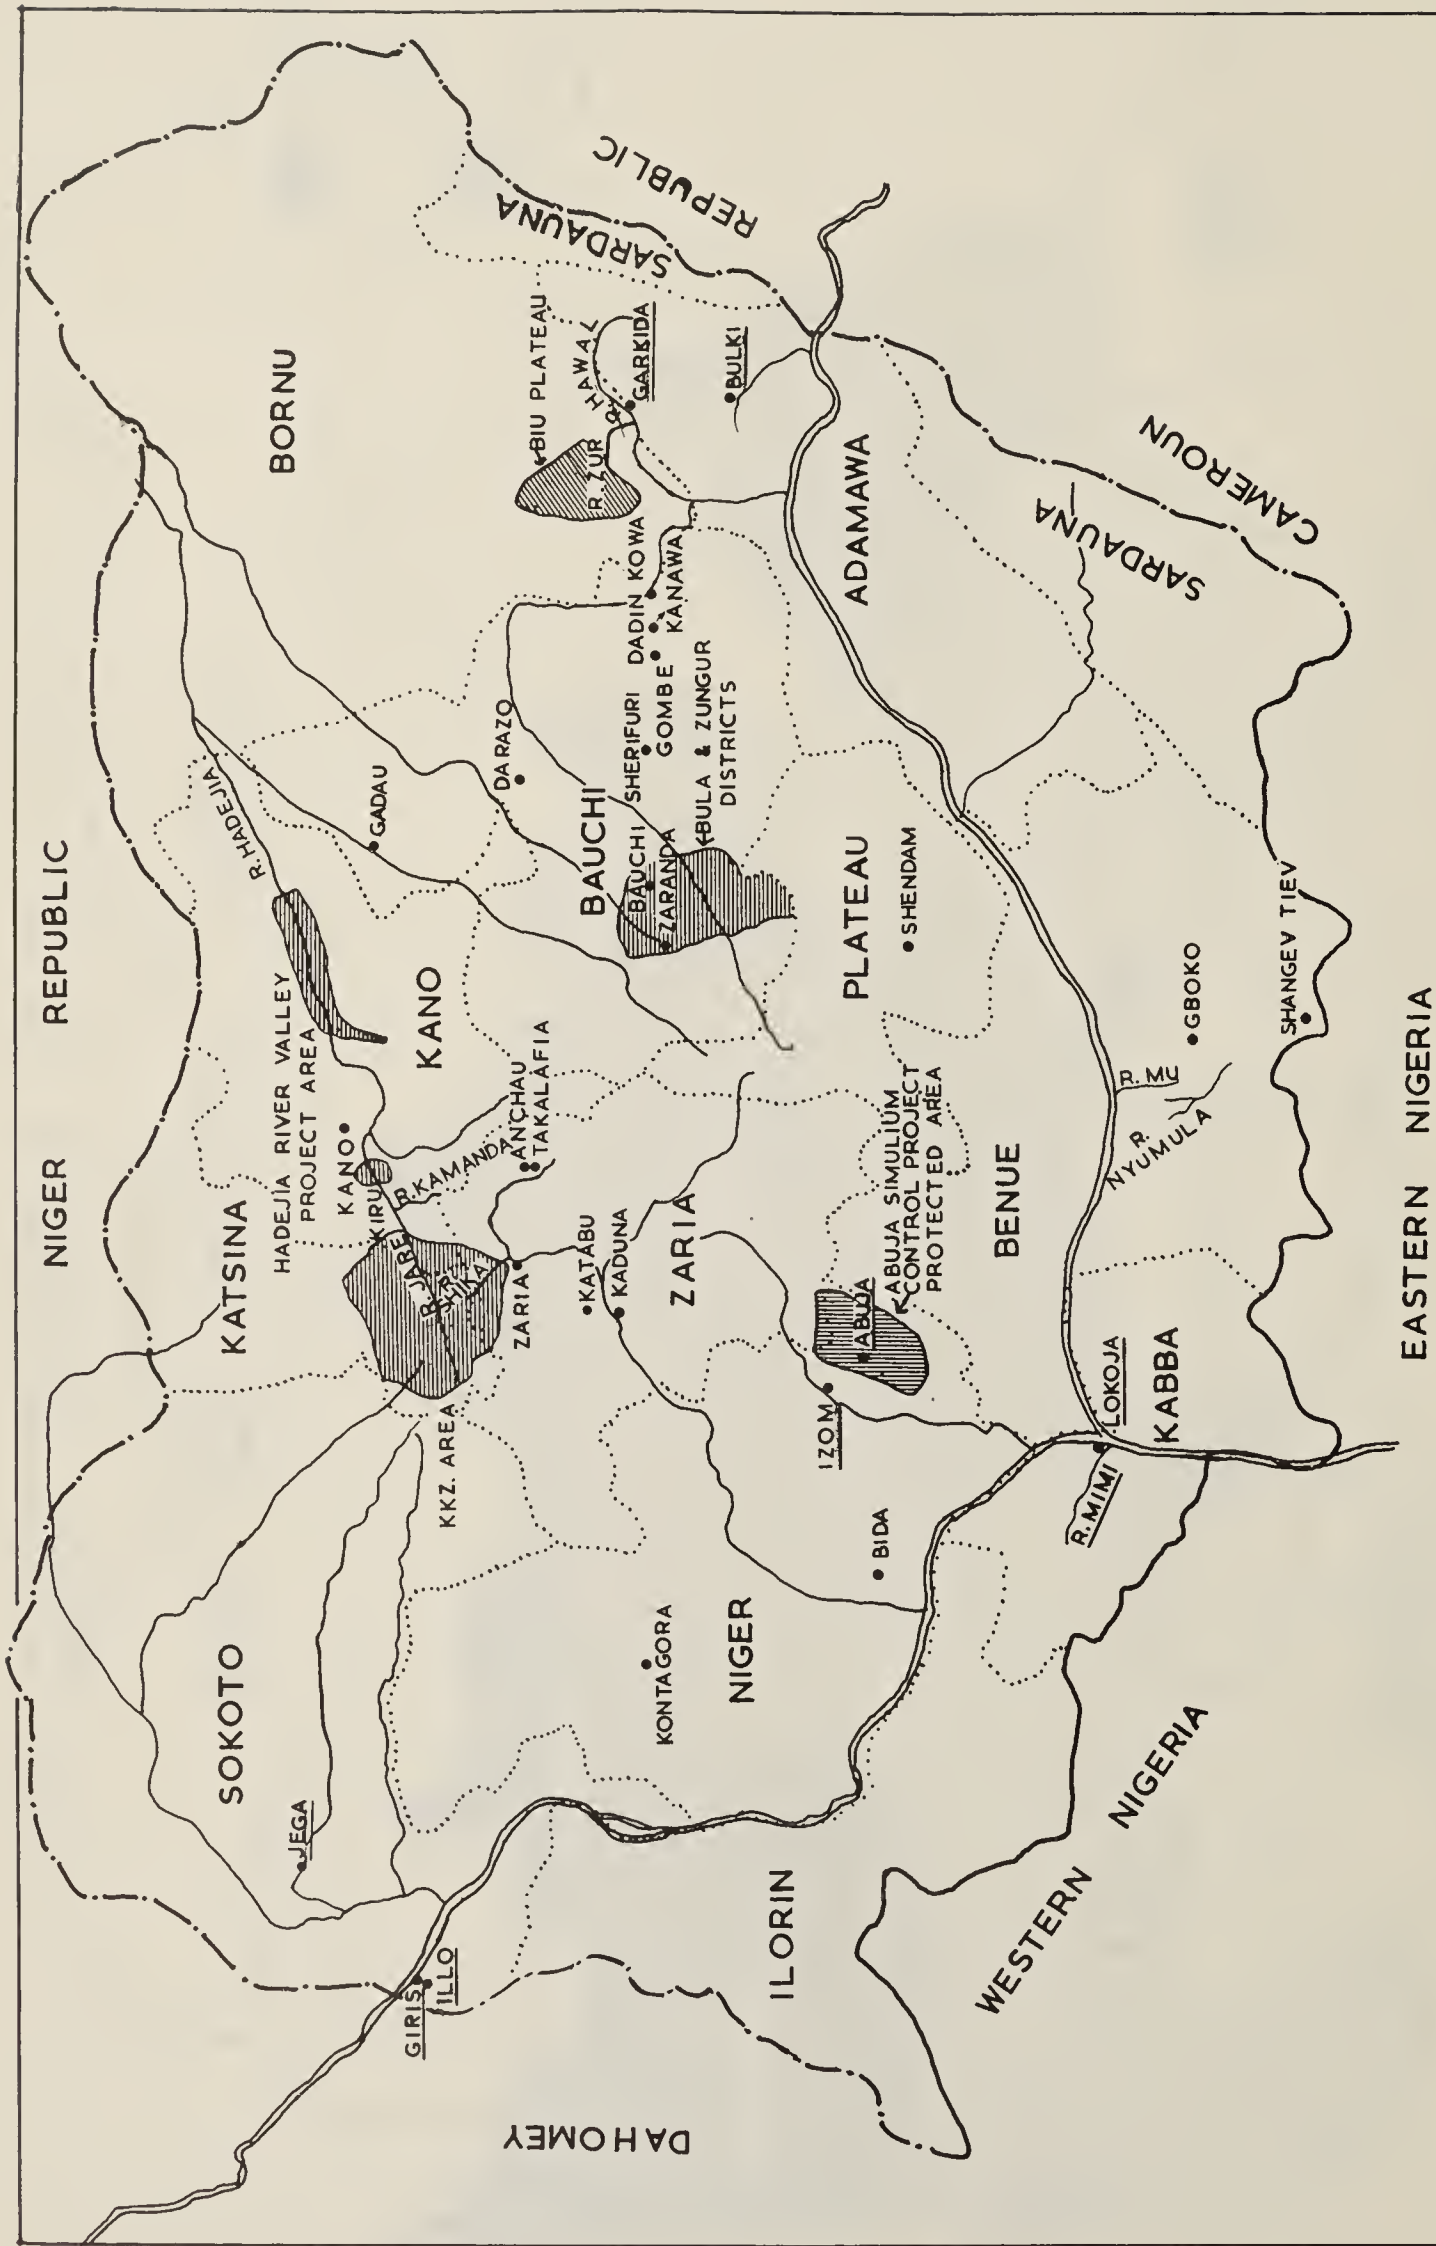 NIGER REPUBLIC
KATSINA
HADEJIA RIVER VALLEY
PROJECT AREA
R. HADEJIA
BORNU
SOKOTO
JEGA
KANO
KIRU
KANO
GADAU
R. KAMANDA
R. JARE
R.
SHIKA
KKZ. AREA
ZARIA
ANCHAU
TAKALAFIA
DARAZO
BIU PLATEAU
R. ZUR
R. HAWAL
GARKIDA
SARDAUNA
REPUBLIC
GIRIS
ILLO
KATABU
KADUNA
BAUCHI
BAUCHI
ZARANDA
SHERIFURI
GOMBE
DADIN KOWA
KANAWA
BULA & ZUNGUR
DISTRICTS
BULKI
DAHOMEY
KONTAGORA
ZARIA
NIGER
ILORIN
IZOM
BIDA
ABUJA
ABUJA SIMULIUM
CONTROL PROJECT
PROTECTED AREA
PLATEAU
SHENDAM
ADAMAWA
BENUE
SARDAUNA
CAMEROUN
LOKOJA
KABBA
R. MIMI
R. MU
R.
NYUMULA
GBOKO
SHANGEV TIEV
WESTERN NIGERIA
EASTERN NIGERIA